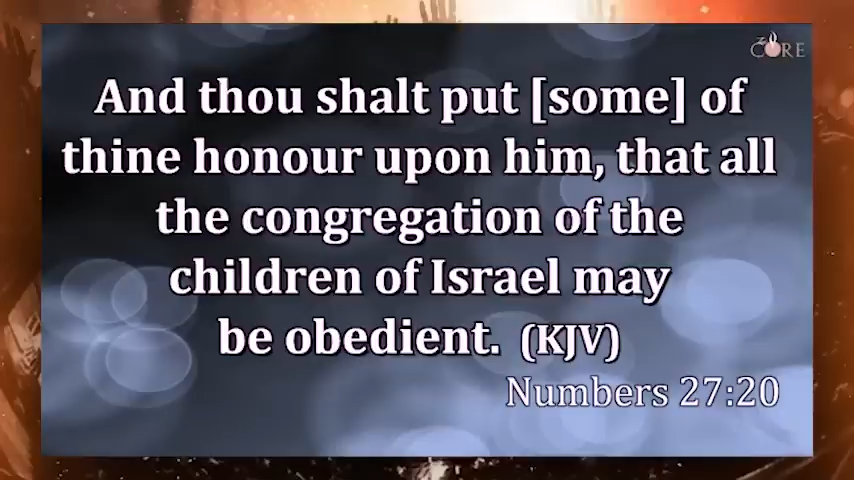 CORE
And thou shalt put [some] of
thine honour upon him, that all
the congregation of the
children of Israel may
be obedient. (KJV)
Numbers 27:20